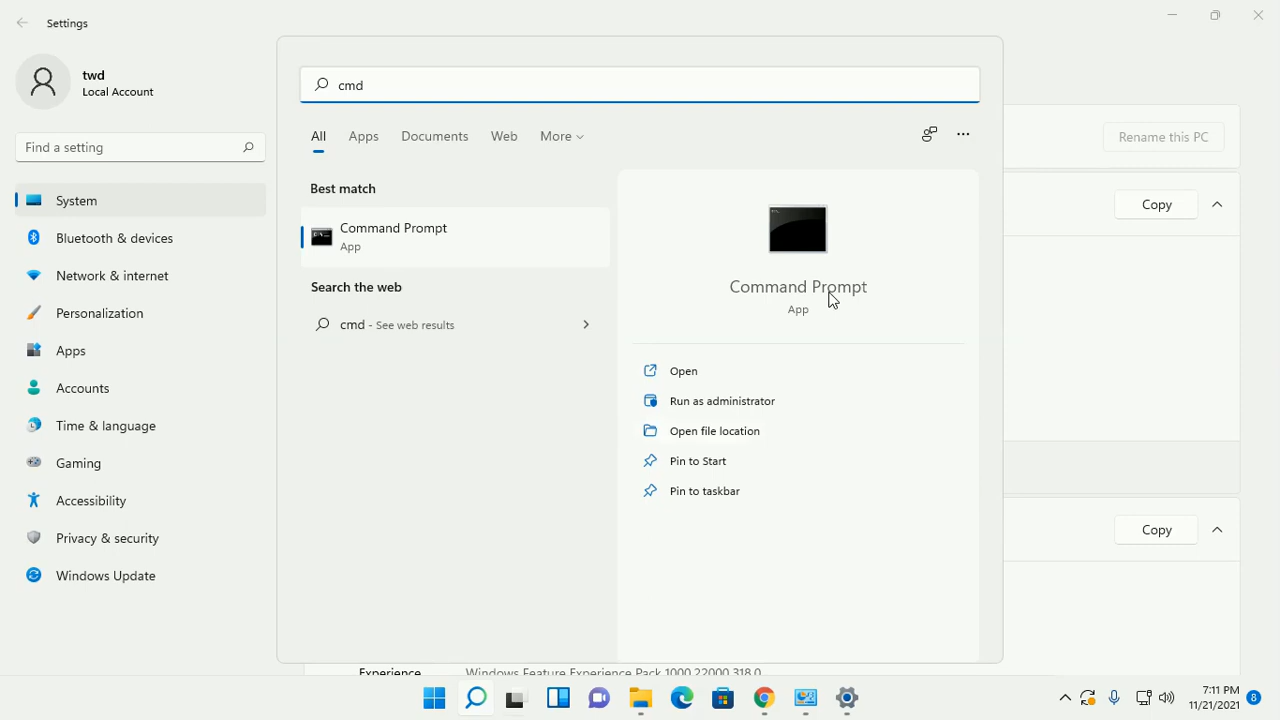 Settings
twd
Local Account
Find a setting
System
Bluetooth & devices
Network & internet
Personalization
Apps
Accounts
Time & language
Gaming
Accessibility
Privacy & security
Windows Update
cmd
All Apps Documents Web More
Best match
Command Prompt
App
Search the web
cmd - See web results
Command Prompt
App
Open
Run as administrator
Open file location
Pin to Start
Pin to taskbar
Rename this PC
Copy
Copy
Experience Windows Feature Experience Pack 1000.22000.318.0
7:11 PM
11/21/2021
8